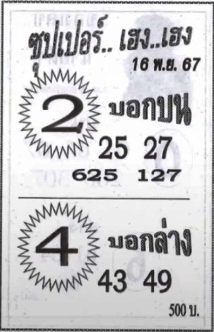 ซุปเปอร์.. เฮง..เฮง
16 พ.ย. 67
2 บอกบน
25 27
625 127
4 บอกล่าง
43 49
500 บ.